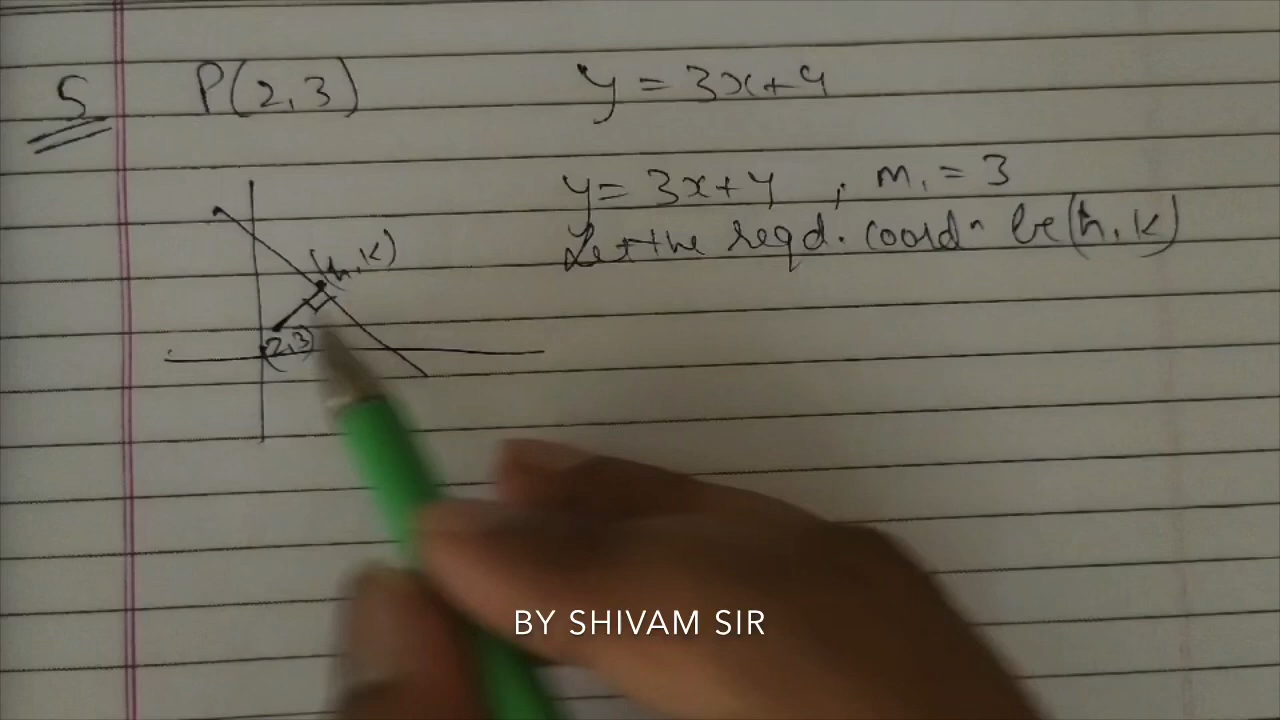 5 P(2,3) y = 3x+4
y = 3x+4 , m₁ = 3
Let the reqd. coordn be (h, k)
(h, k)
(2,3)
BY SHIVAM SIR